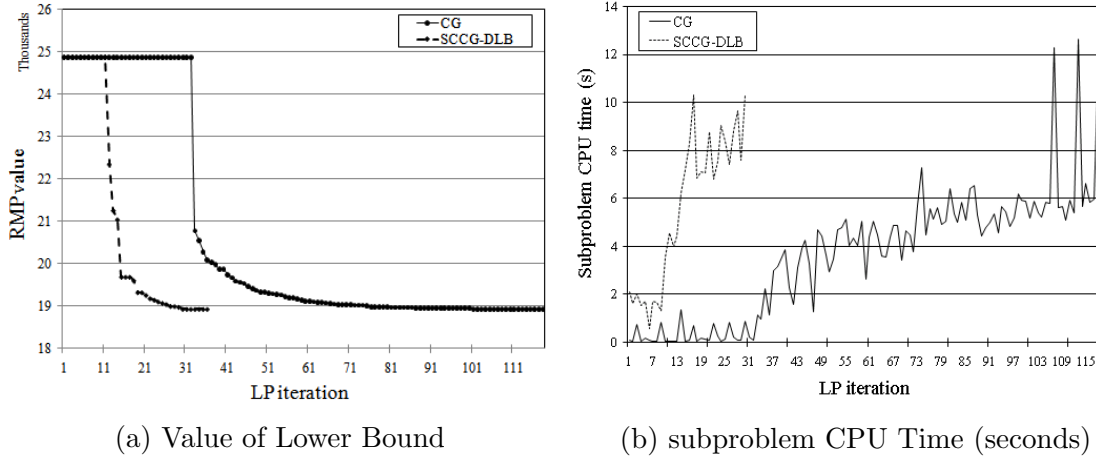 Thousands
26
25
24
23
22
21
20
19
18
RMP value
CG
SCCG-DLB
1 11 21 31 41 51 61 71 81 91 101 111
LP iteration
(a) Value of Lower Bound
14
12
10
8
6
4
2
0
Subproblem CPU time (s)
CG
SCCG-DLB
1 7 13 19 25 31 37 43 49 55 61 67 73 79 85 91 97 103 109 115
LP iteration
(b) subproblem CPU Time (seconds)